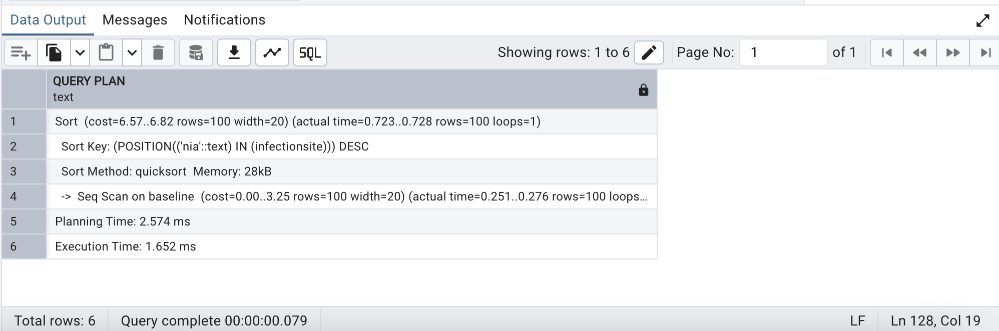 Data Output Messages Notifications
SQL Showing rows: 1 to 6 Page No: 1 of 1
QUERY PLAN
text
1 Sort  (cost=6.57..6.82 rows=100 width=20) (actual time=0.723..0.728 rows=100 loops=1)
2 Sort Key: (POSITION(('nia'::text) IN (infectionsite))) DESC
3 Sort Method: quicksort  Memory: 28kB
4 ->  Seq Scan on baseline  (cost=0.00..3.25 rows=100 width=20) (actual time=0.251..0.276 rows=100 loops...
5 Planning Time: 2.574 ms
6 Execution Time: 1.652 ms
Total rows: 6 Query complete 00:00:00.079 LF Ln 128, Col 19